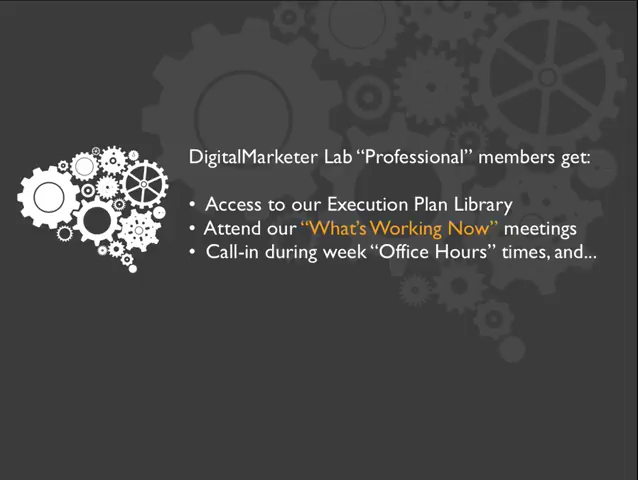 DigitalMarketer Lab “Professional” members get:
• Access to our Execution Plan Library
• Attend our “What’s Working Now” meetings
• Call-in during week “Office Hours” times, and...